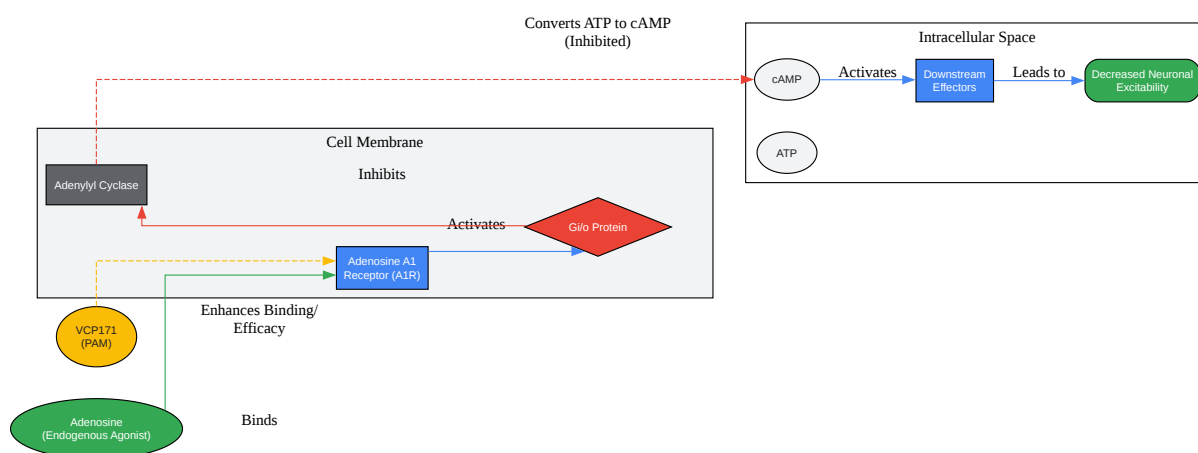 Converts ATP to cAMP
(Inhibited)
Intracellular Space
cAMP
Activates
Downstream
Effectors
Leads to
Decreased Neuronal
Excitability
ATP
Cell Membrane
Inhibits
Adenylyl Cyclase
Activates
Gi/o Protein
Adenosine A1
Receptor (A1R)
Enhances Binding/
Efficacy
VCP171
(PAM)
Adenosine
(Endogenous Agonist)
Binds